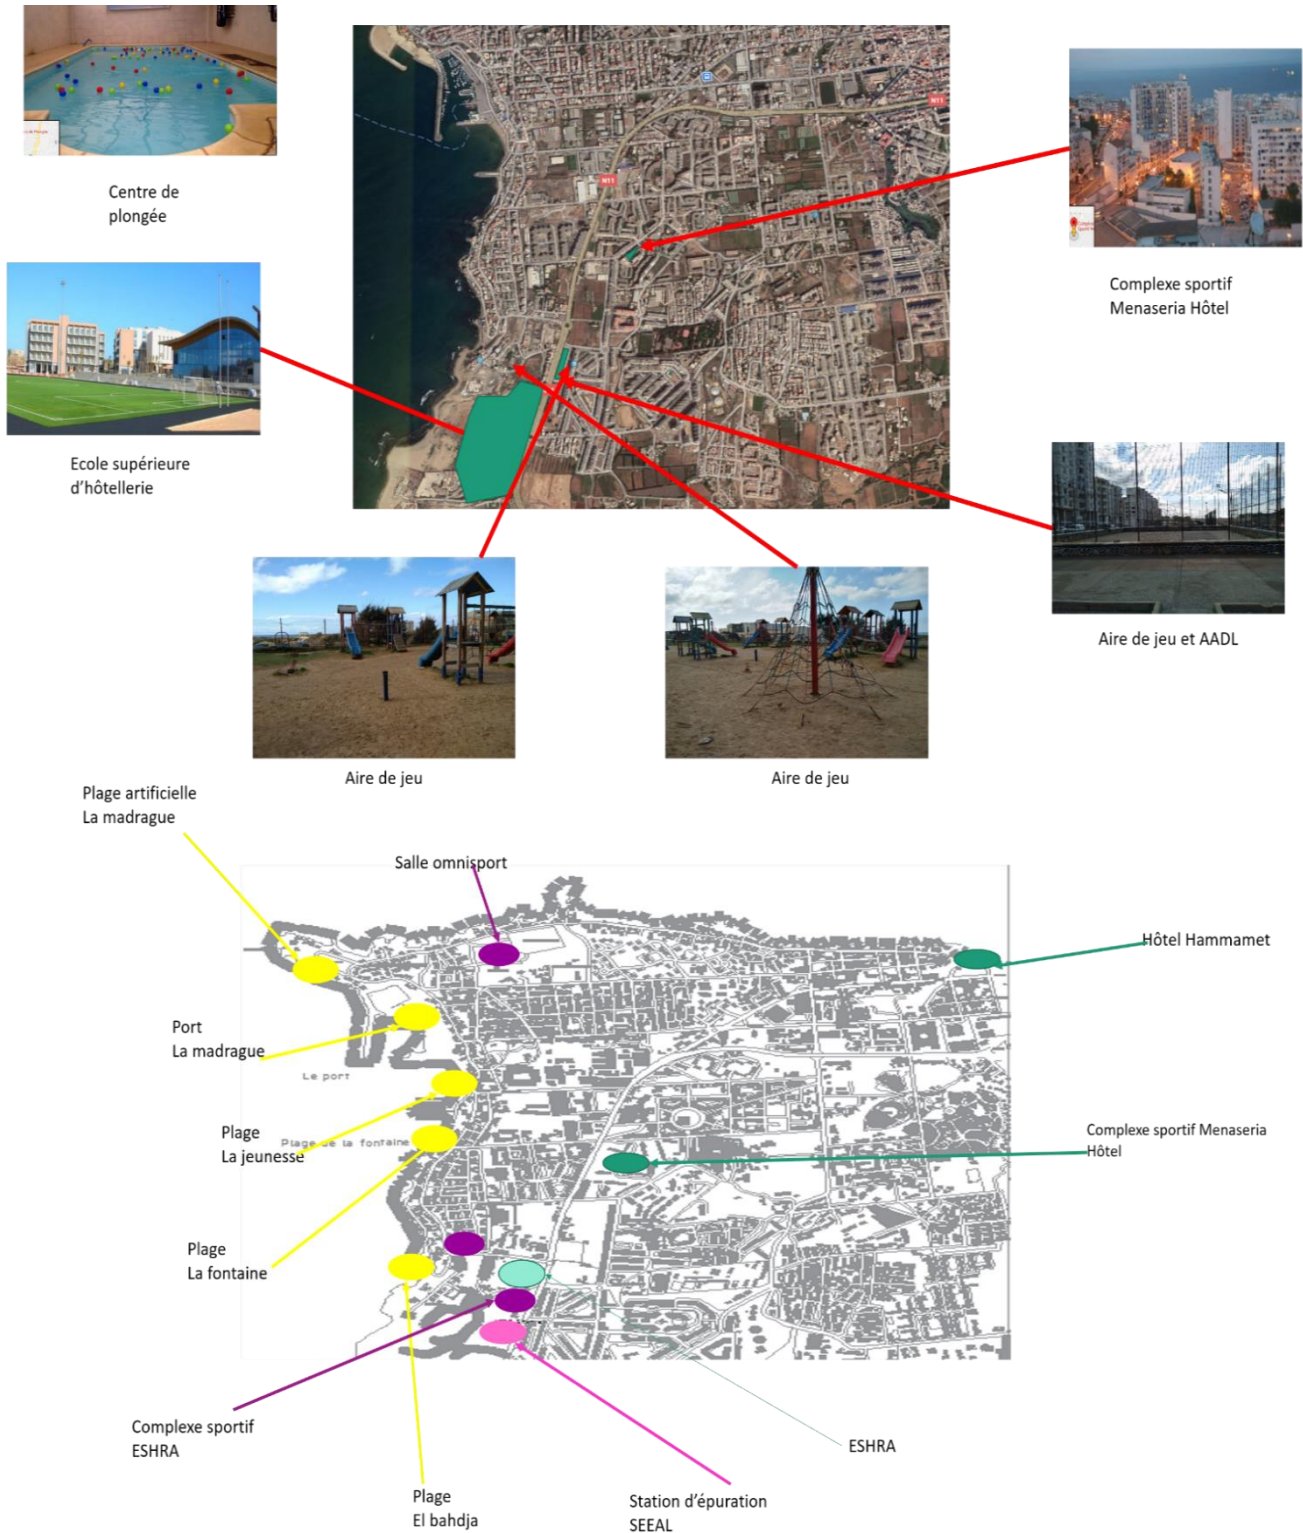 Centre de
plongée
N11
N11
Complexe sportif
Menaseria Hôtel
Ecole supérieure
d'hôtellerie
Aire de jeu et AADL
Aire de jeu
Aire de jeu
Plage artificielle
La madrague
Salle omnisport
Hôtel Hammamet
Port
La madrague
Le port
Plage
La jeunesse
Plage de la fontaine
Complexe sportif Menaseria
Hôtel
Plage
La fontaine
Complexe sportif
ESHRA
ESHRA
Plage
El bahdja
Station d'épuration
SEEAL